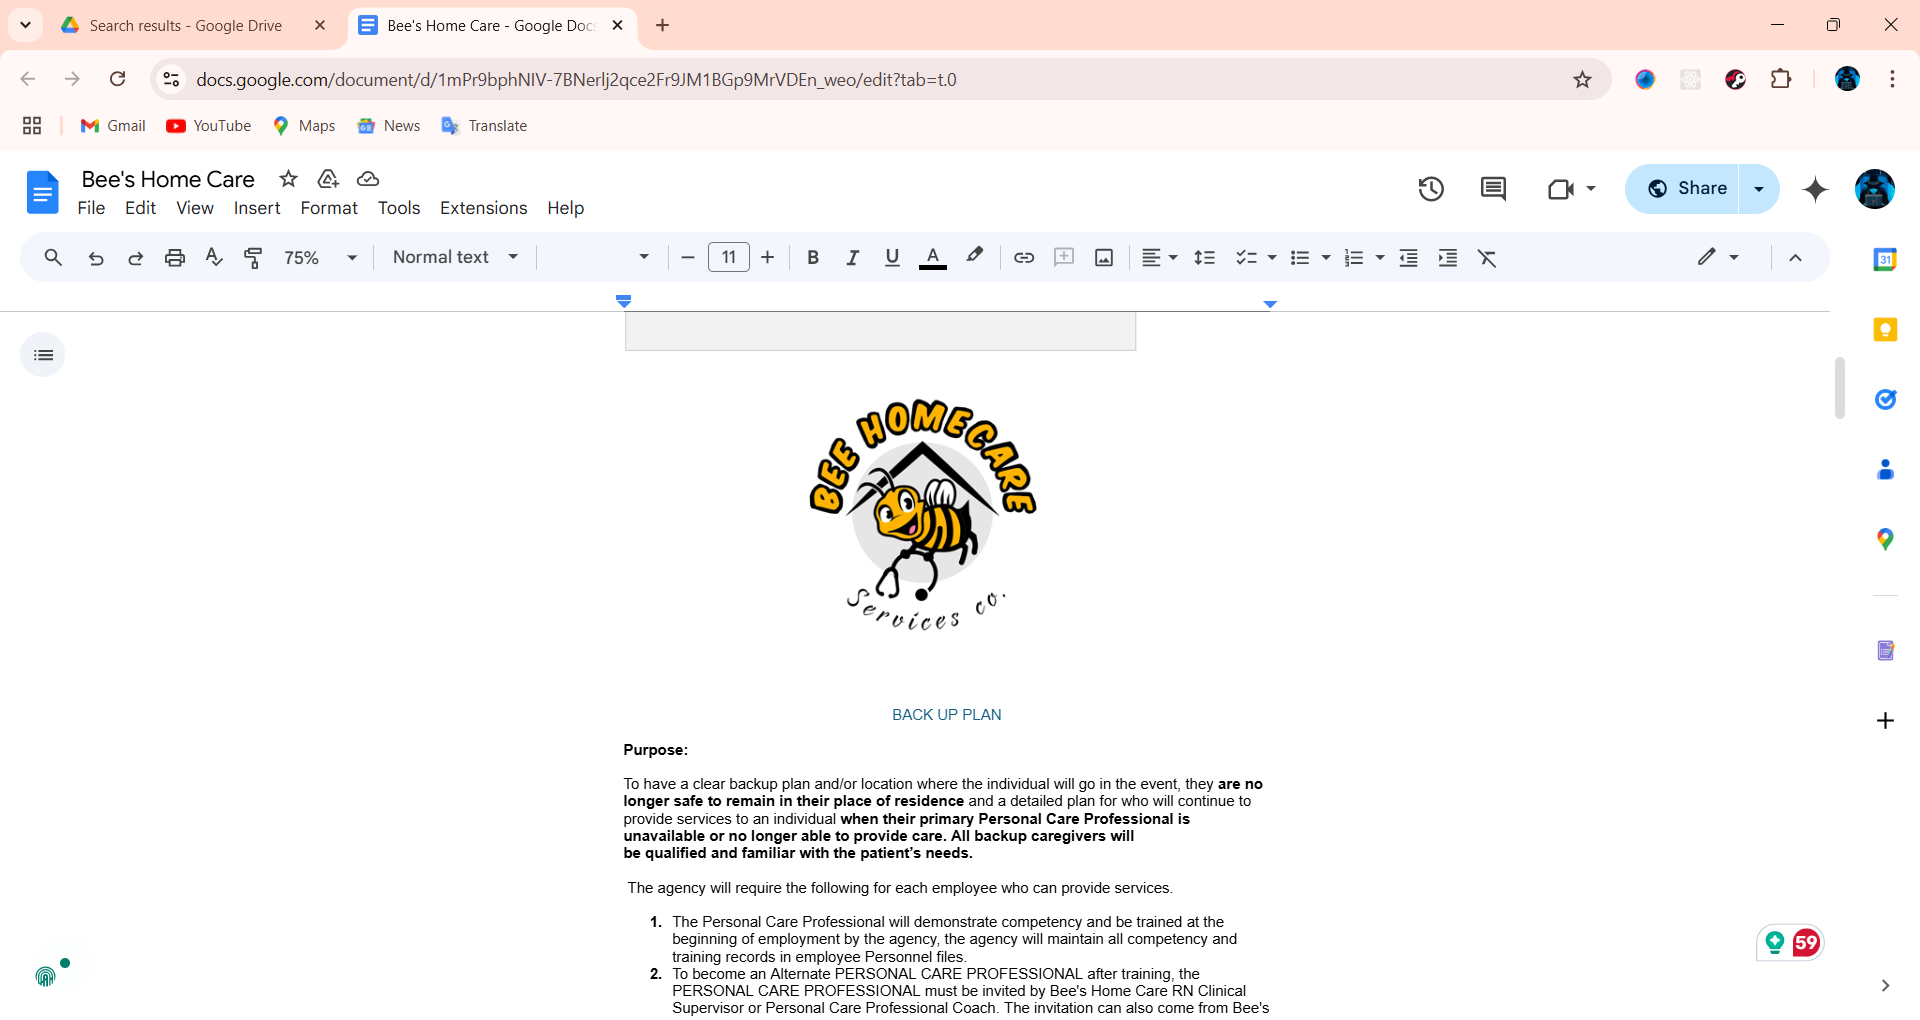 Search results - Google Drive
Bee's Home Care - Google Docs
docs.google.com/document/d/1mPr9bphNIV-7BNerlj2qce2Fr9JM1BGp9MrVDEn_weo/edit?tab=t.0
Gmail
YouTube
Maps
News
Translate
Bee's Home Care
File Edit View Insert Format Tools Extensions Help
Share
75%
Normal text
11
31
BEE HOMECARE
Services co.
BACK UP PLAN
Purpose:
To have a clear backup plan and/or location where the individual will go in the event, they are no
longer safe to remain in their place of residence and a detailed plan for who will continue to
provide services to an individual when their primary Personal Care Professional is
unavailable or no longer able to provide care. All backup caregivers will
be qualified and familiar with the patient’s needs.
The agency will require the following for each employee who can provide services.
1. The Personal Care Professional will demonstrate competency and be trained at the
beginning of employment by the agency, the agency will maintain all competency and
training records in employee Personnel files.
2. To become an Alternate PERSONAL CARE PROFESSIONAL after training, the
PERSONAL CARE PROFESSIONAL must be invited by Bee's Home Care RN Clinical
Supervisor or Personal Care Professional Coach. The invitation can also come from Bee's
59